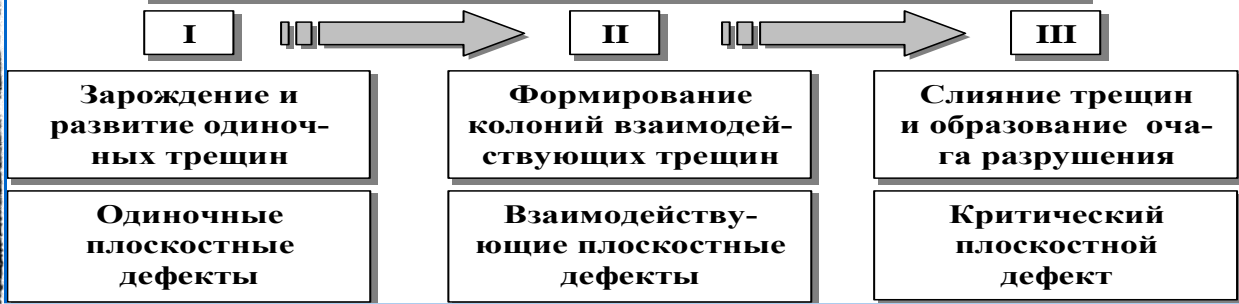 I
II
III
Зарождение и
развитие одиноч-
ных трещин
Формирование
колоний взаимодей-
ствующих трещин
Слияние трещин
и образование оча-
га разрушения
Одиночные
плоскостные
дефекты
Взаимодейству-
ющие плоскостные
дефекты
Критический
плоскостной
дефект